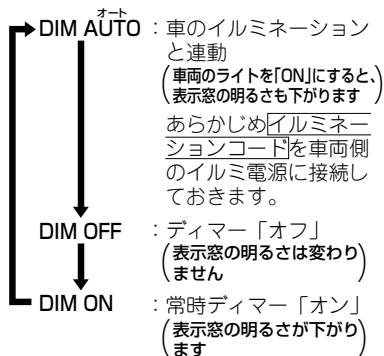 オート
DIM AUTO：車のイルミネーション
と連動
(車両のライトを「ON」にすると、
表示窓の明るさも下がります)
あらかじめイルミネー
ションコードを車両側
のイルミ電源に接続し
ておきます。
DIM OFF：ディマー「オフ」
(表示窓の明るさは変わり
ません)
DIM ON：常時ディマー「オン」
(表示窓の明るさが下がり
ます)